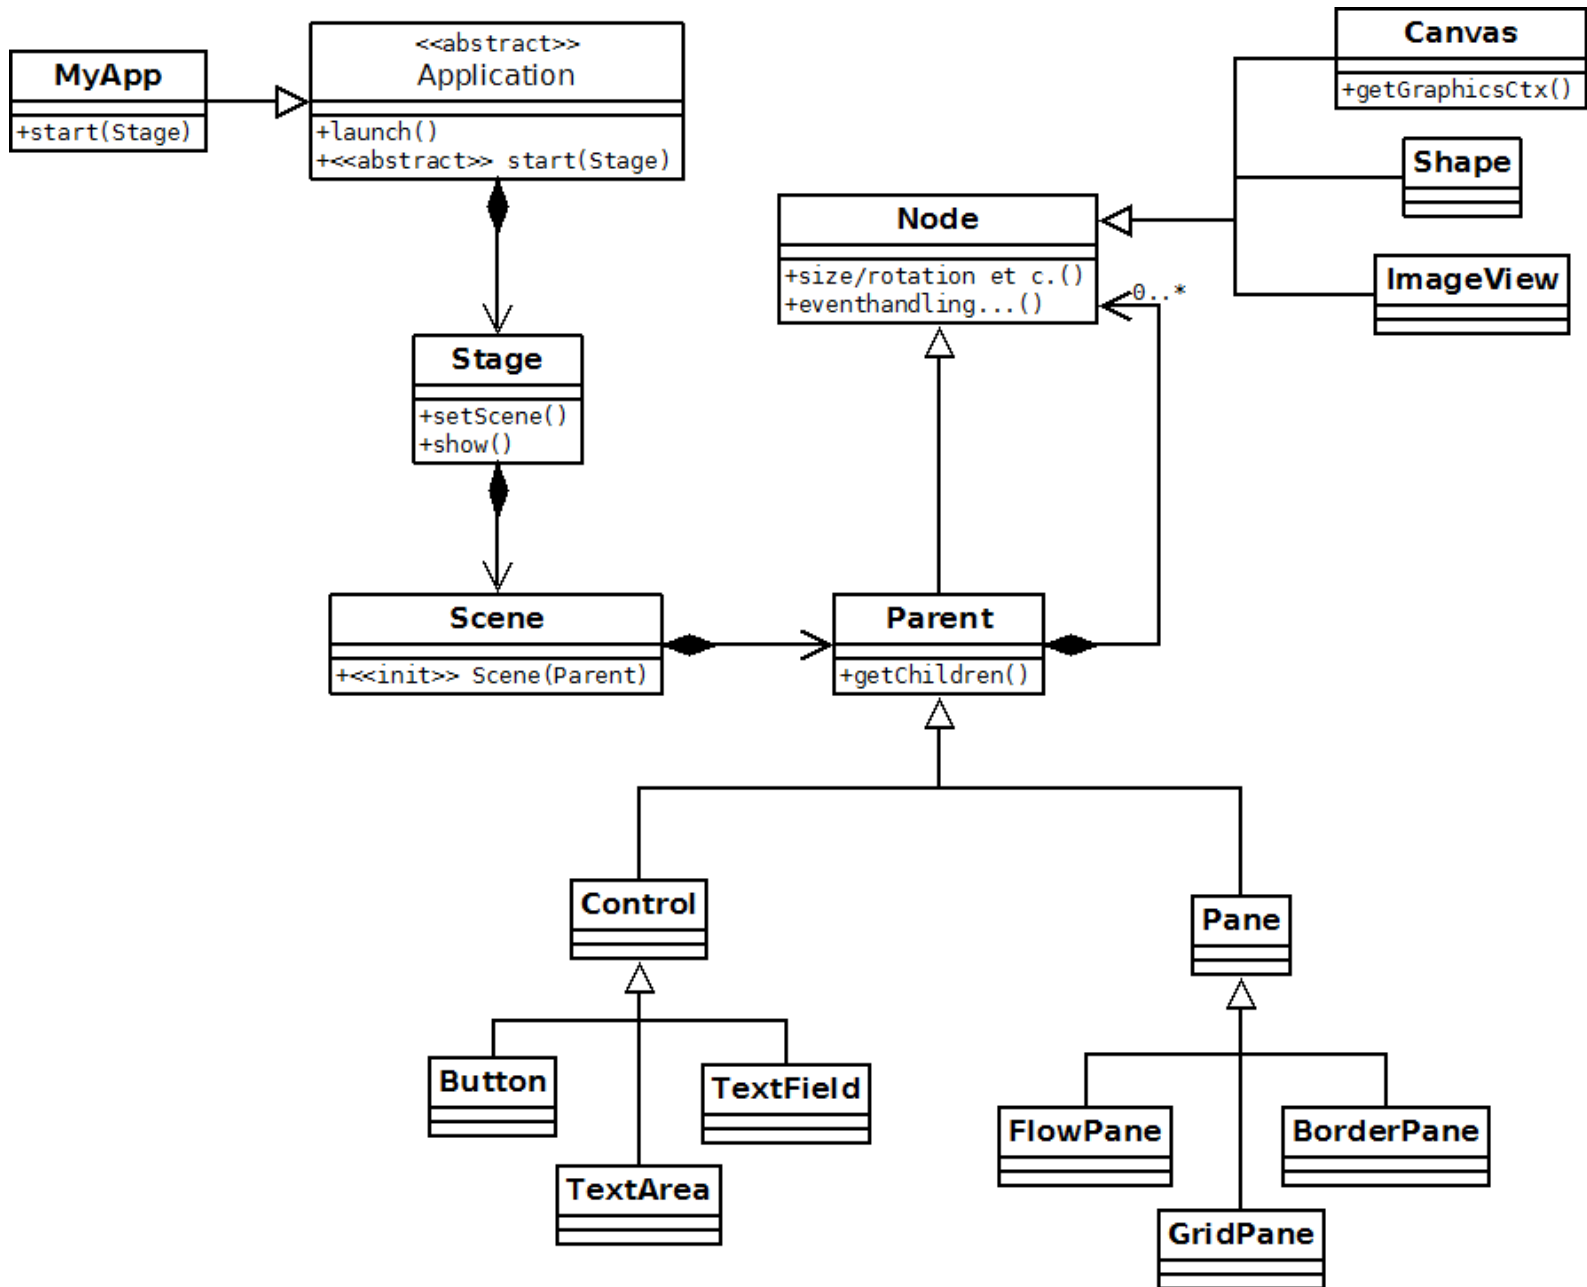 MyApp
+start(Stage)
<<abstract>>
Application
+launch()
+<<abstract>> start(Stage)
Canvas
+getGraphicsCtx()
Shape
ImageView
Node
+size/rotation et c.()
+eventhandling...()
0..*
Stage
+setScene()
+show()
Scene
+<<init>> Scene(Parent)
Parent
+getChildren()
Control
Pane
Button
TextField
TextArea
FlowPane
BorderPane
GridPane